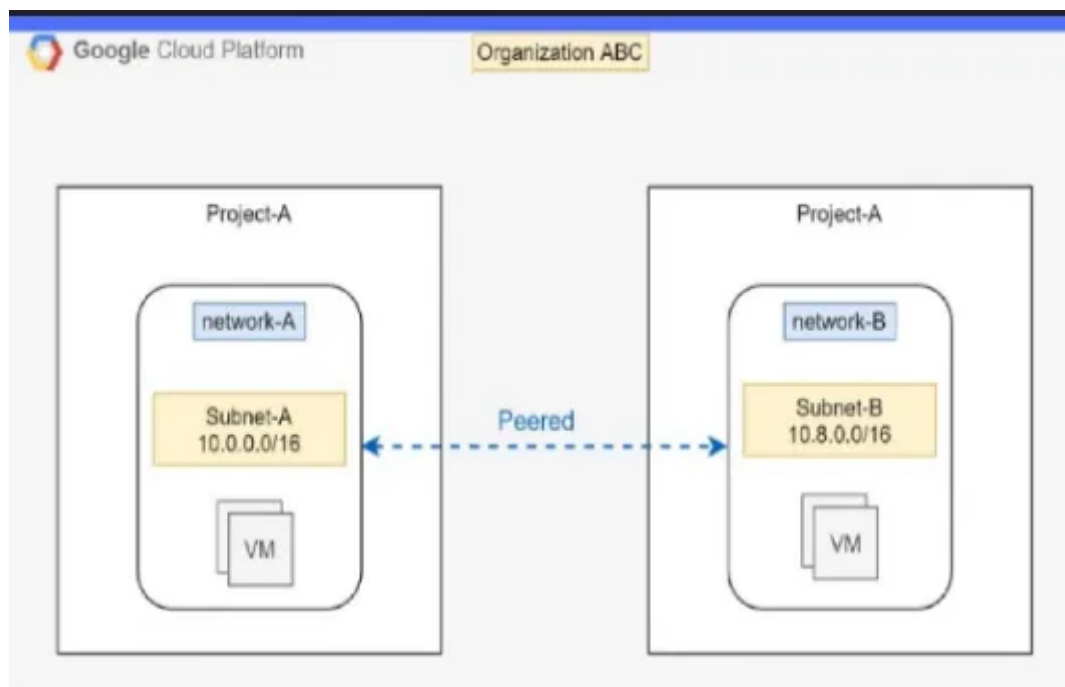 Google Cloud Platform
Organization ABC
Project-A
network-A
Subnet-A
10.0.0.0/16
VM
Peered
Project-A
network-B
Subnet-B
10.8.0.0/16
VM